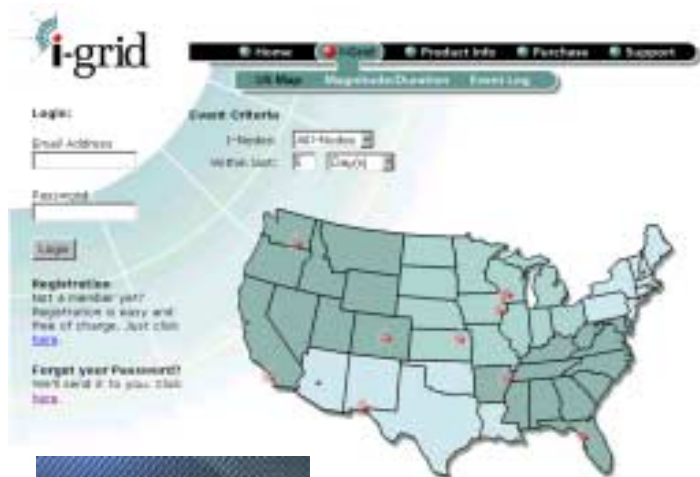 i-grid
Home I-Grid Product Info Purchase Support
US Map Magnitude/Duration Event Log
Login:
Event Criteria
Email Address
I-Nodes: All I-Nodes
Within last: Day(s)
Password
Login
Registration
Not a member yet?
Registration is easy and
free of charge. Just click
here.
Forgot your Password?
We'll send it to you. Click
here.